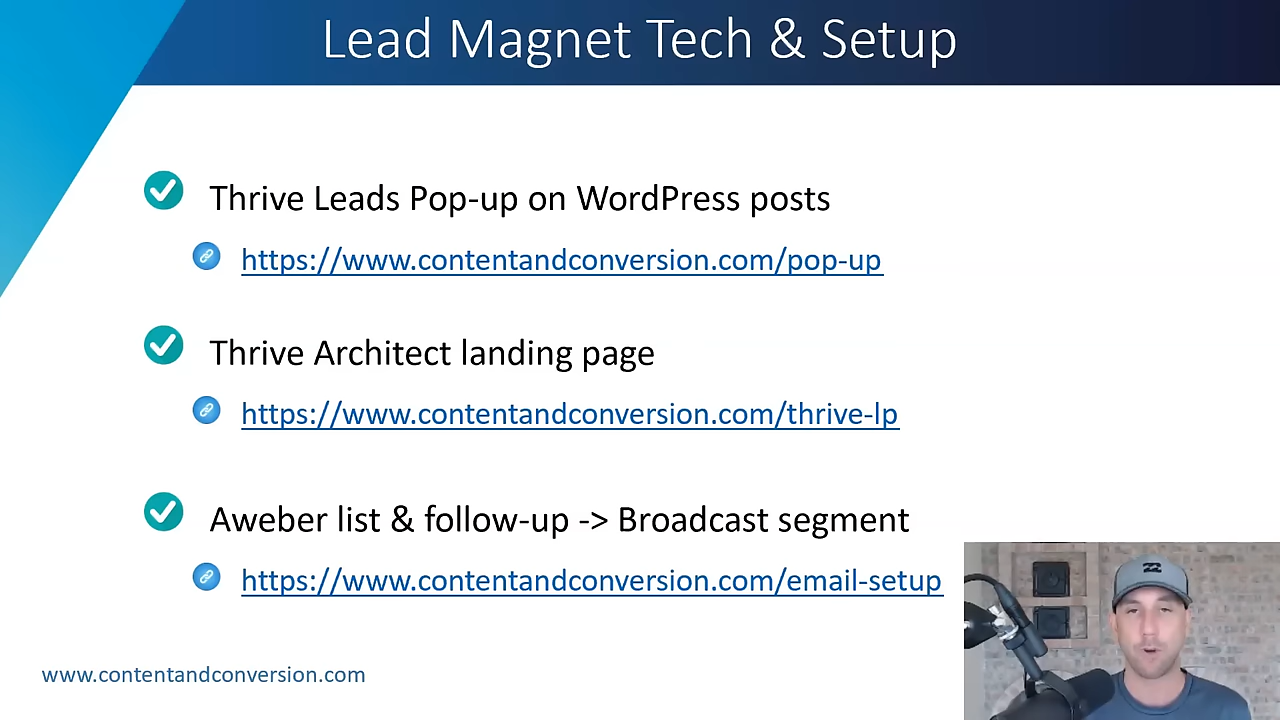 Lead Magnet Tech & Setup
Thrive Leads Pop-up on WordPress posts
https://www.contentandconversion.com/pop-up
Thrive Architect landing page
https://www.contentandconversion.com/thrive-lp
Aweber list & follow-up -> Broadcast segment
https://www.contentandconversion.com/email-setup
www.contentandconversion.com